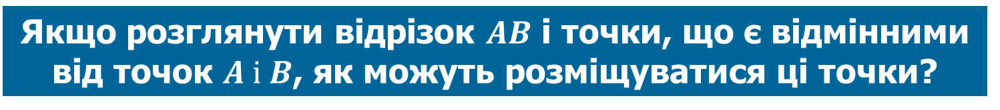 Якщо розглянути відрізок AB і точки, що є відмінними
від точок A і B, як можуть розміщуватися ці точки?